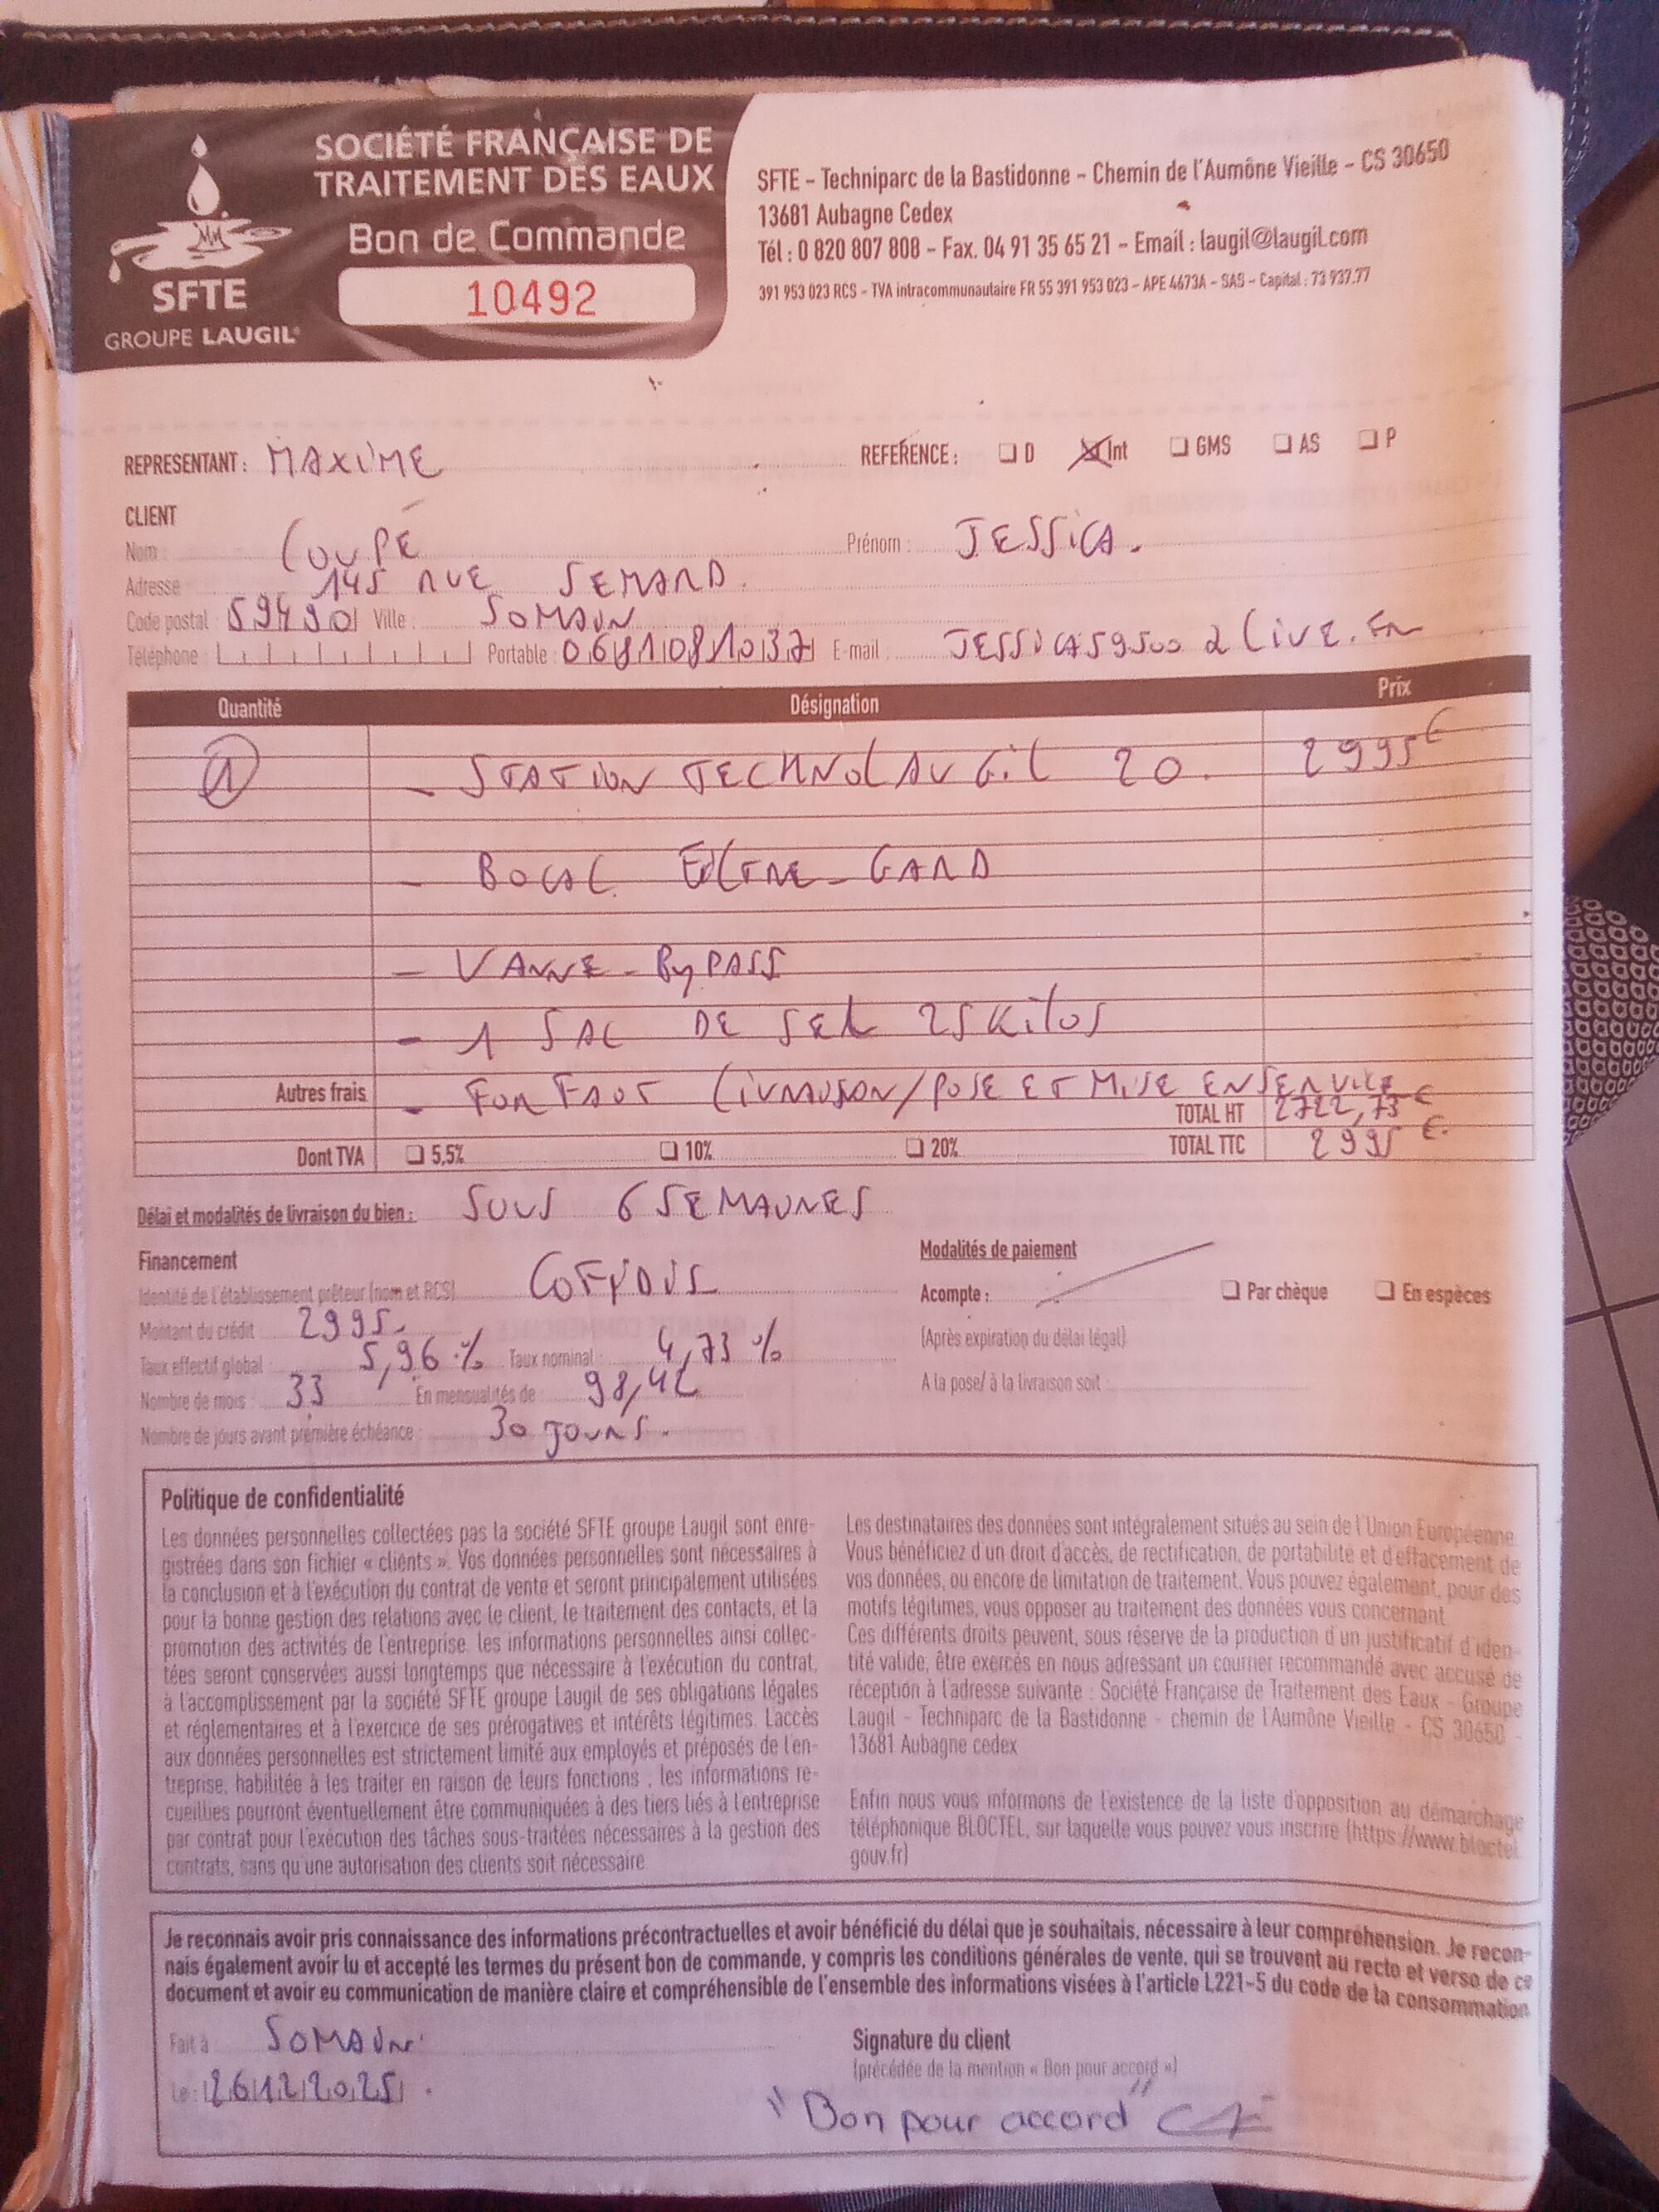 SOCIÉTÉ FRANÇAISE DE
TRAITEMENT DES EAUX
Bon de Commande
10492
SFTE
GROUPE LAUGIL®
SFTE – Techniparc de la Bastidonne – Chemin de l'Aumône Vieille – CS 30650
13681 Aubagne Cedex
Tél : 0 820 807 808 – Fax. 04 91 35 65 21 – Email : laugil@laugil.com
391 953 023 RCS – TVA intracommunautaire FR 55 391 953 023 – APE 4673A – SAS – Capital : 73 937,77
REPRESENTANT : MAXIME
REFÉRENCE : D Int GMS AS P
CLIENT
Nom : COUPÉ Prénom : JESSICA.
Adresse 145 RUE SEMARD.
Code postal : 59490 Ville : SOMAIN
Téléphone : Portable : 0681081037 E-mail : JESSICA59500 @ LIVE.FR
Quantité Désignation Prix
1 - STATION TECHNOLAUGIL 20. 2995€
- BOCAL FILTRE-GARD
- VANNE-BYPASS
- 1 SAC DE SEL 25 KILOS
Autres frais - FORFAIT LIVRAISON/POSE ET MISE EN SERVICE
TOTAL HT 2722,73€
Dont TVA 5,5% 10% 20% TOTAL TTC 2995€.
Délai et modalités de livraison du bien : SOUS 6 SEMAINES
Financement
Identité de l'établissement prêteur (nom et RCS) COFIDIS
Montant du crédit : 2995.
Taux effectif global : 5,96 % Taux nominal : 4,73 %
Nombre de mois : 33 En mensualités de : 98,42
Nombre de jours avant première échéance : 30 JOURS.
Modalités de paiement
Acompte : Par chèque En espèces
(Après expiration du délai légal)
A la pose/ à la livraison soit :
Politique de confidentialité
Les données personnelles collectées pas la société SFTE groupe Laugil sont enre-
gistrées dans son fichier « clients ». Vos données personnelles sont nécessaires à
la conclusion et à l'exécution du contrat de vente et seront principalement utilisées
pour la bonne gestion des relations avec le client, le traitement des contacts, et la
promotion des activités de l'entreprise. les informations personnelles ainsi collec-
tées seront conservées aussi longtemps que nécessaire à l'exécution du contrat,
à l'accomplissement par la société SFTE groupe Laugil de ses obligations légales
et réglementaires et à l'exercice de ses prérogatives et intérêts légitimes. L'accès
aux données personnelles est strictement limité aux employés et préposés de l'en-
treprise, habilitée à les traiter en raison de leurs fonctions ; les informations re-
cueillies pourront éventuellement être communiquées à des tiers liés à l'entreprise
par contrat pour l'exécution des tâches sous-traitées nécessaires à la gestion des
contrats, sans qu'une autorisation des clients soit nécessaire
Les destinataires des données sont intégralement situés au sein de l'Union Européenne.
Vous bénéficiez d'un droit d'accès, de rectification, de portabilité et d'effacement de
vos données, ou encore de limitation de traitement. Vous pouvez également, pour des
motifs légitimes, vous opposer au traitement des données vous concernant.
Ces différents droits peuvent, sous réserve de la production d'un justificatif d'iden-
tité valide, être exercés en nous adressant un courrier recommandé avec accusé de
réception à l'adresse suivante : Société Française de Traitement des Eaux - Groupe
Laugil - Techniparc de la Bastidonne - chemin de l'Aumône Vieille - CS 30650 -
13681 Aubagne cedex
Enfin nous vous informons de l'existence de la liste d'opposition au démarchage
téléphonique BLOCTEL, sur laquelle vous pouvez vous inscrire (https://www.bloctel.
gouv.fr)
Je reconnais avoir pris connaissance des informations précontractuelles et avoir bénéficié du délai que je souhaitais, nécessaire à leur compréhension. Je recon-
nais également avoir lu et accepté les termes du présent bon de commande, y compris les conditions générales de vente, qui se trouvent au recto et verso de ce
document et avoir eu communication de manière claire et compréhensible de l'ensemble des informations visées à l'article L221-5 du code de la consommation
Fait à : SOMAIN
Le : 26122025.
Signature du client
(précédée de la mention « Bon pour accord »)
"Bon pour accord"